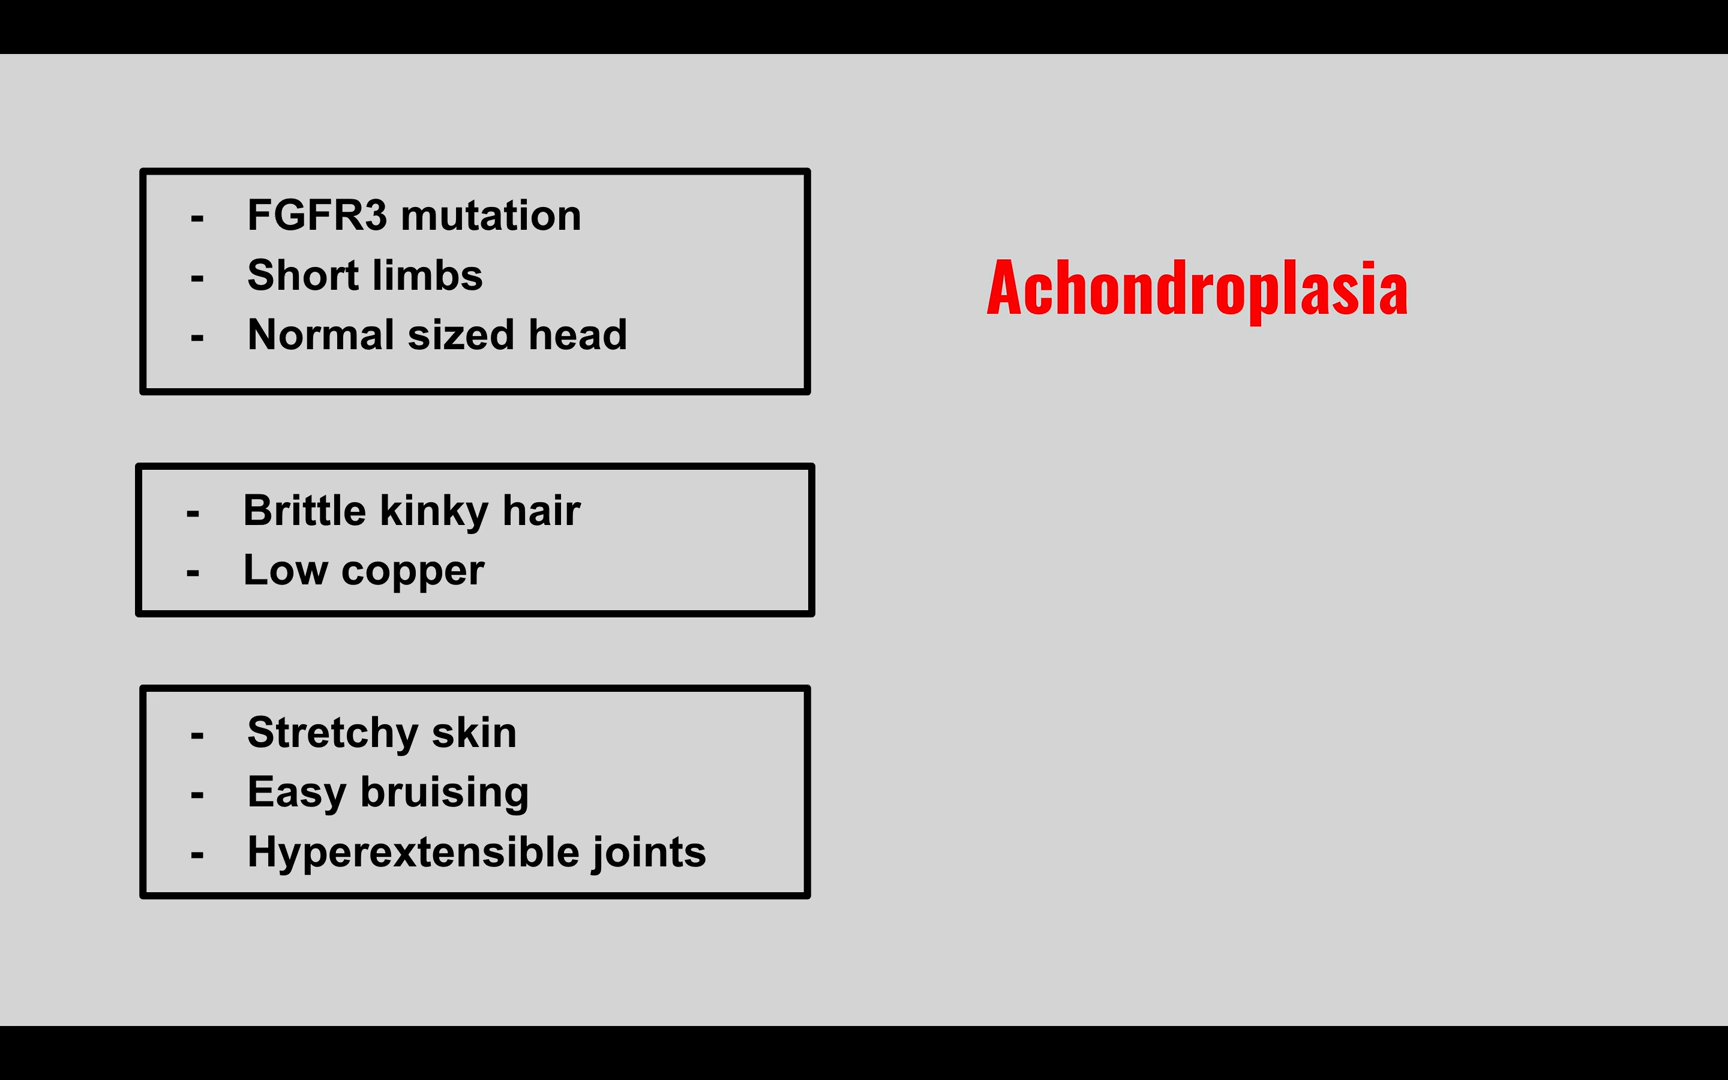 - FGFR3 mutation
- Short limbs
- Normal sized head
Achondroplasia
- Brittle kinky hair
- Low copper
- Stretchy skin
- Easy bruising
- Hyperextensible joints